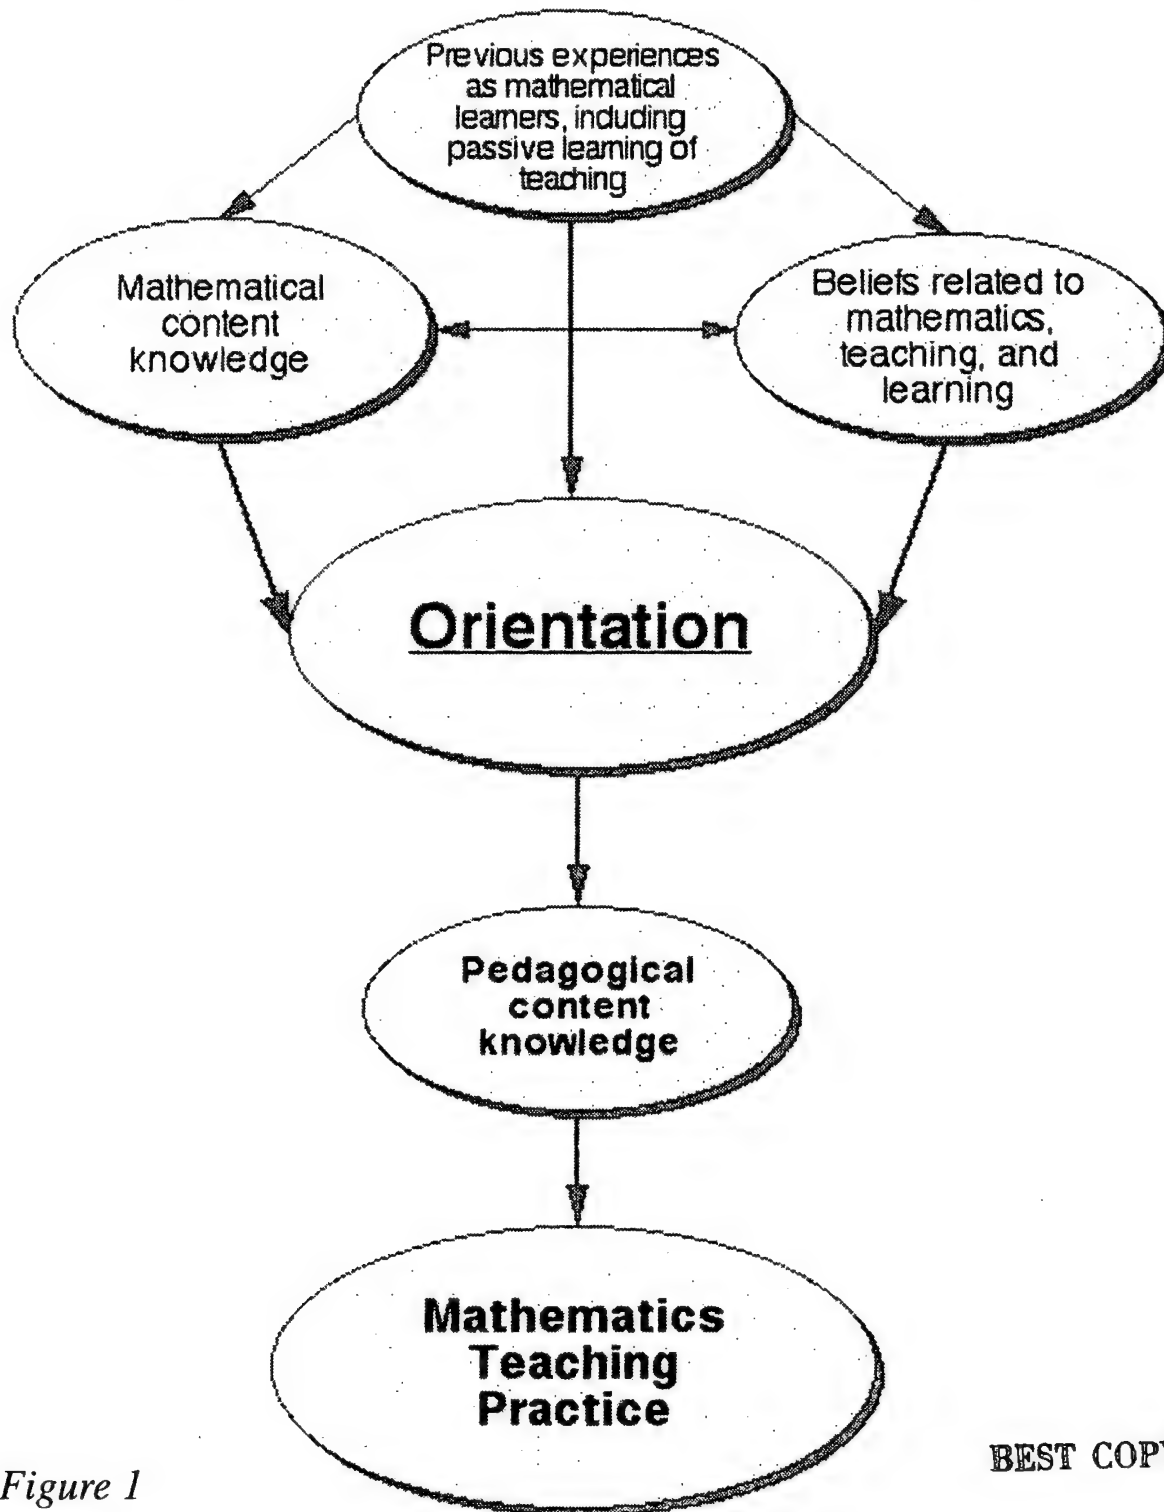 Previous experiences
as mathematical
learners, including
passive learning of
teaching
Mathematical
content
knowledge
Beliefs related to
mathematics,
teaching, and
learning
Orientation
Pedagogical
content
knowledge
Mathematics
Teaching
Practice
Figure 1
BEST COPY